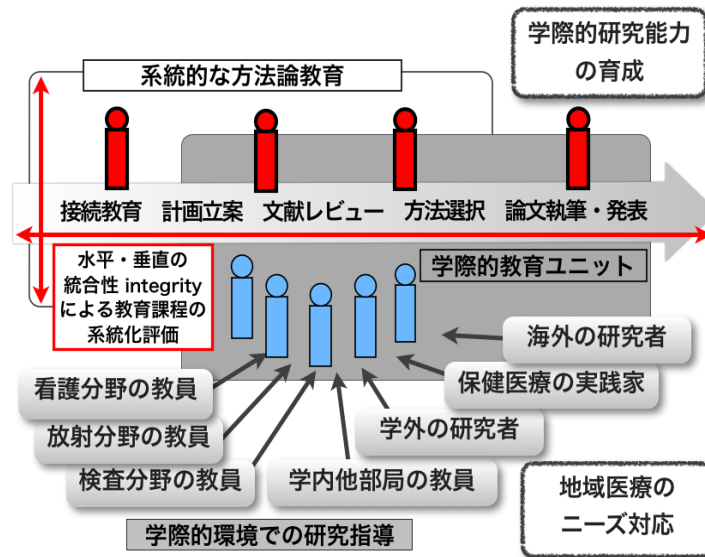 学際的研究能力
の育成
系統的な方法論教育
接続教育
計画立案
文献レビュー
方法選択
論文執筆・発表
水平・垂直の
統合性 integrity
による教育課程の
系統化評価
学際的教育ユニット
海外の研究者
保健医療の実践家
学外の研究者
学内他部局の教員
看護分野の教員
放射分野の教員
検査分野の教員
学際的環境での研究指導
地域医療の
ニーズ対応